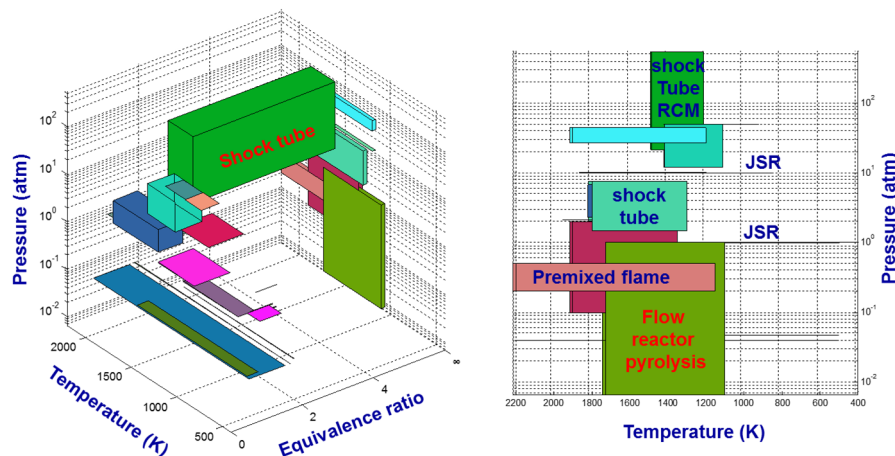 Shock tube
Pressure (atm)
10²
10¹
10⁰
10⁻¹
10⁻²
2000
1500
1000
500
Temperature (K)
0
2
4
∞
Equivalence ratio
shock
Tube
RCM
JSR
shock
tube
JSR
Premixed flame
Flow
reactor
pyrolysis
10²
10¹
10⁰
10⁻¹
10⁻²
Pressure (atm)
2200 2000 1800 1600 1400 1200 1000 800 600 400
Temperature (K)